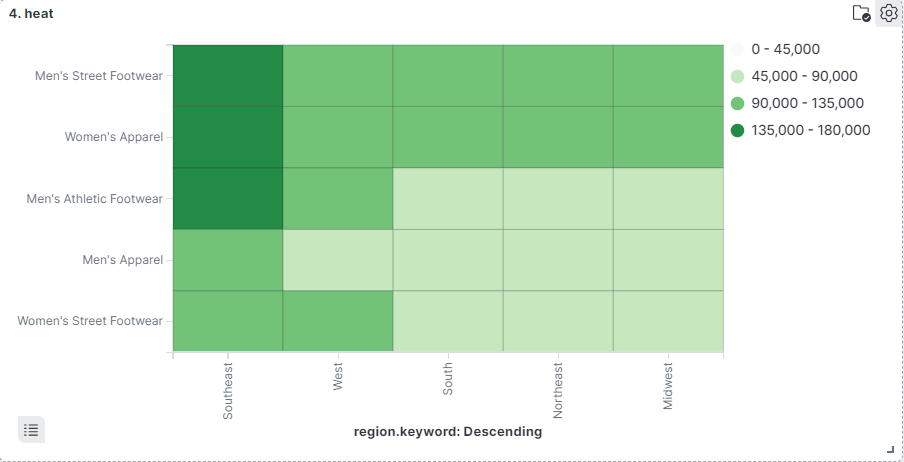 4. heat
0 - 45,000
45,000 - 90,000
90,000 - 135,000
135,000 - 180,000
Men's Street Footwear
Women's Apparel
Men's Athletic Footwear
Men's Apparel
Women's Street Footwear
Southeast
West
South
Northeast
Midwest
region.keyword: Descending